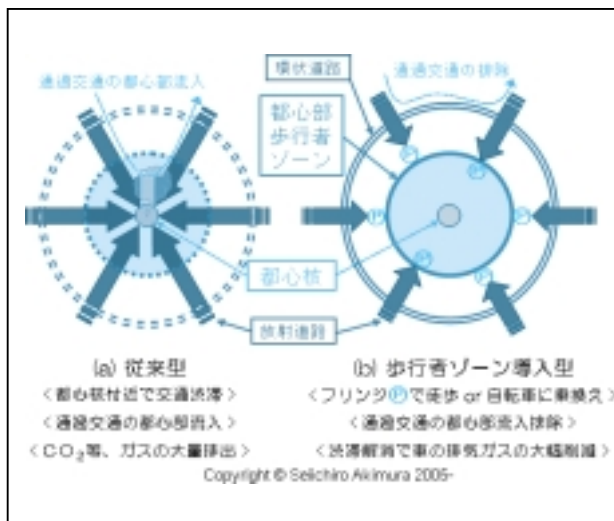 通過交通の都心部流入
環状道路
通過交通の排除
都心部
歩行者
ゾーン
都心核
放射道路
(a) 従来型
<都心核付近で交通渋滞>
<通過交通の都心部流入>
<CO₂等、ガスの大量排出>
(b) 歩行者ゾーン導入型
<フリンジⓅで徒歩 or 自転車に乗換え>
<通過交通の都心部流入排除>
<渋滞解消で車の排気ガスの大幅削減>
Ⓟ
Ⓟ
Ⓟ
Ⓟ
Ⓟ
Ⓟ
Copyright © Seiichiro Akimura 2005-